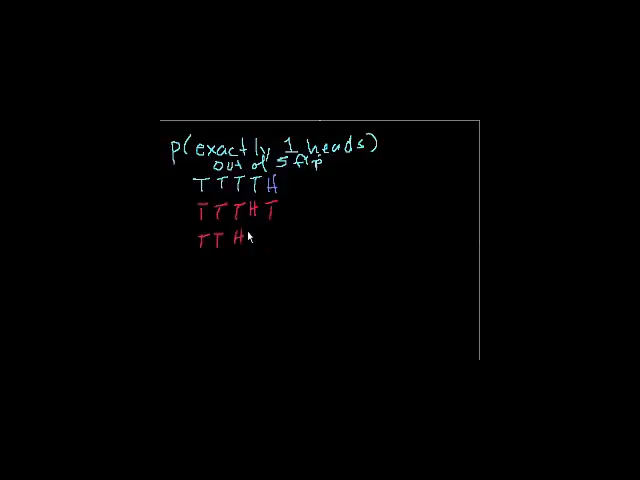 p(exactly 1 heads)
out of 5 flip
T T T T H
T T T H T
T T H